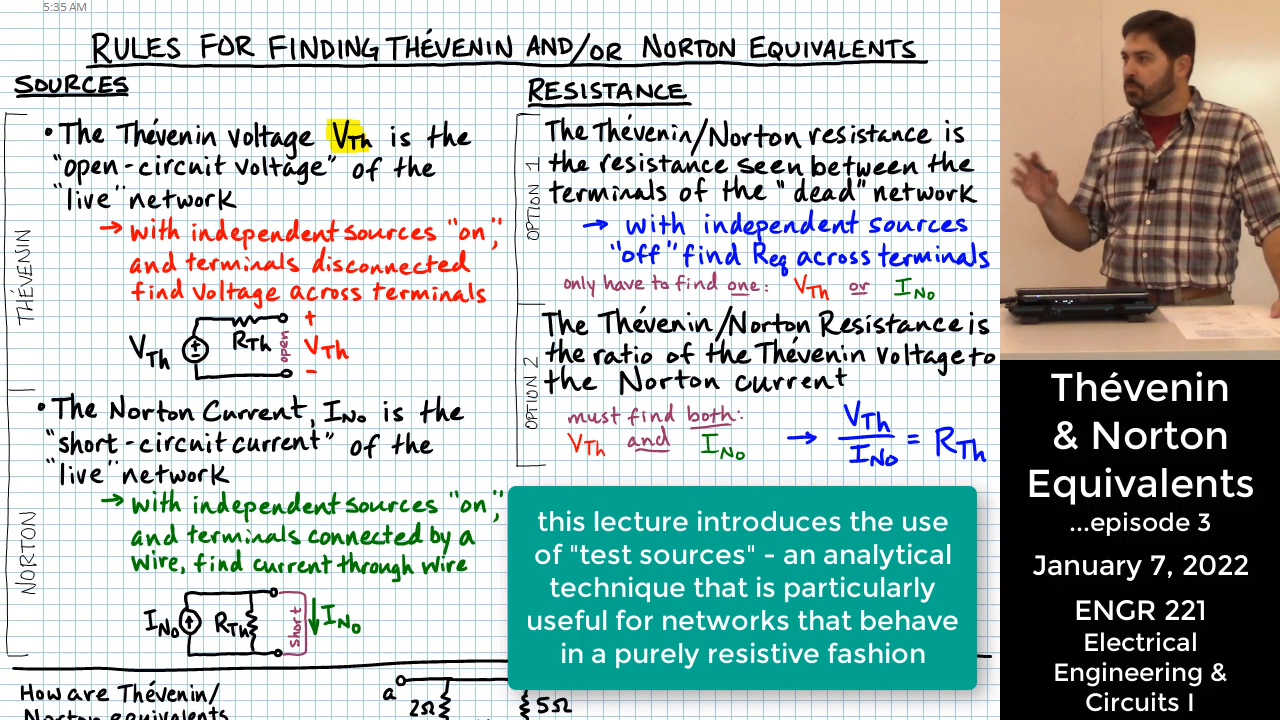 5:35 AM
RULES FOR FINDING THÉVENIN AND/OR NORTON EQUIVALENTS
SOURCES
THÉVENIN
• The Thévenin voltage VTh is the
"open-circuit voltage" of the
"live" network
→ with independent sources "on,"
and terminals disconnected
find voltage across terminals
VTh
RTh
open
+
VTh
-
NORTON
• The Norton Current, INo is the
"short-circuit current" of the
"live" network
→ with independent sources "on,"
and terminals connected by a
wire, find current through wire
INo
RTh
short
INo
RESISTANCE
OPTION 1
The Thévenin/Norton resistance is
the resistance seen between the
terminals of the "dead" network
→ with independent sources
"off" find Req across terminals
only have to find one: VTh or INo
OPTION 2
The Thévenin/Norton Resistance is
the ratio of the Thévenin Voltage to
the Norton current
must find both:
VTh and INo
→ VTh / INo = RTh
this lecture introduces the use
of "test sources" - an analytical
technique that is particularly
useful for networks that behave
in a purely resistive fashion
How are Thévenin/
Norton equivalents
a
2Ω
5Ω
Thévenin
& Norton
Equivalents
...episode 3
January 7, 2022
ENGR 221
Electrical
Engineering &
Circuits I